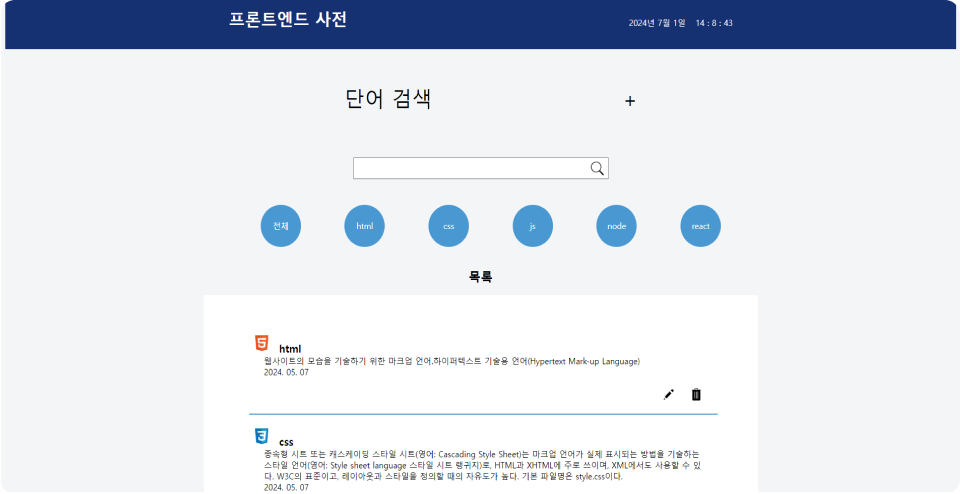 프론트엔드 사전
2024년 7월 1일 14 : 8 : 43
단어 검색
+
전체
html
css
js
node
react
목록
html
웹사이트의 모습을 기술하기 위한 마크업 언어.하이퍼텍스트 기술용 언어(Hypertext Mark-up Language)
2024. 05. 07
css
종속형 시트 또는 캐스케이딩 스타일 시트(영어: Cascading Style Sheet)는 마크업 언어가 실제 표시되는 방법을 기술하는
스타일 언어(영어: Style sheet language 스타일 시트 랭귀지)로, HTML과 XHTML에 주로 쓰이며, XML에서도 사용할 수 있
다. W3C의 표준이고, 레이아웃과 스타일을 정의할 때의 자유도가 높다. 기본 파일명은 style.css이다.
2024. 05. 07